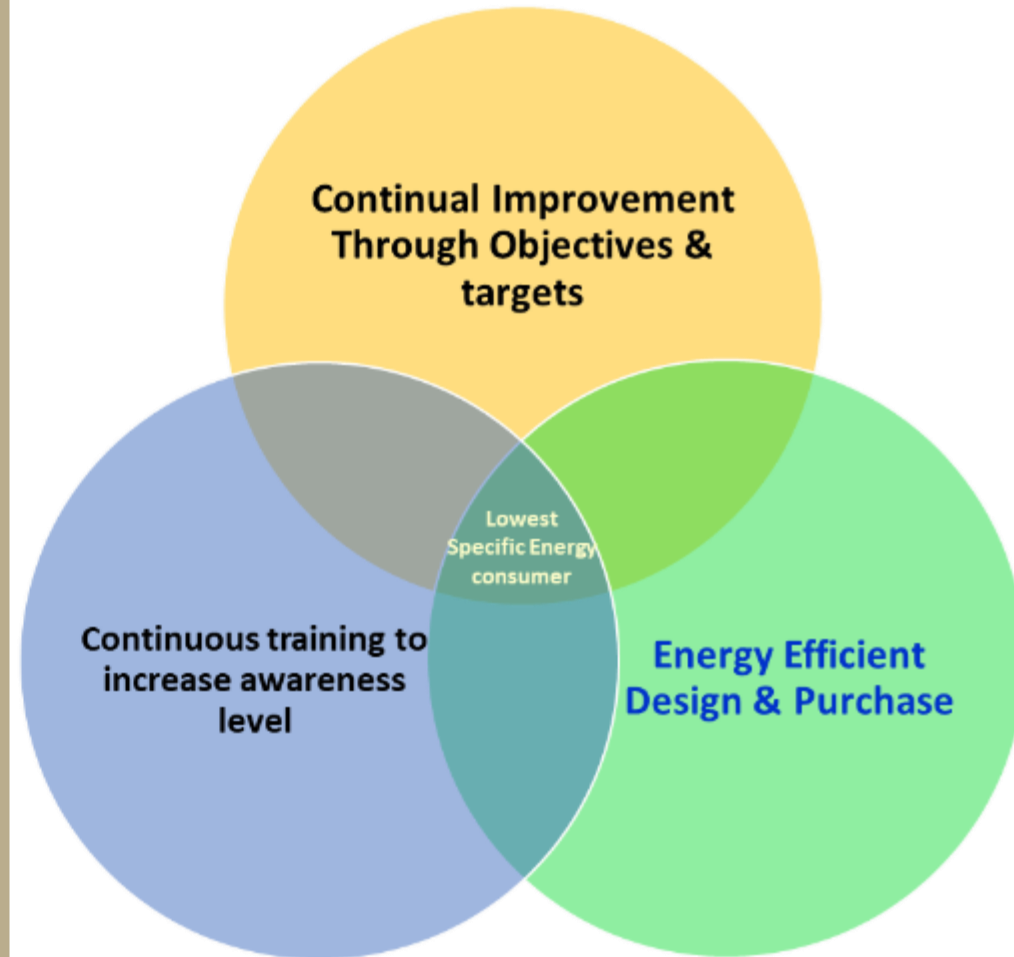 Continual Improvement
Through Objectives &
targets
Lowest
Specific Energy
consumer
Continuous training to
increase awareness
level
Energy Efficient
Design & Purchase